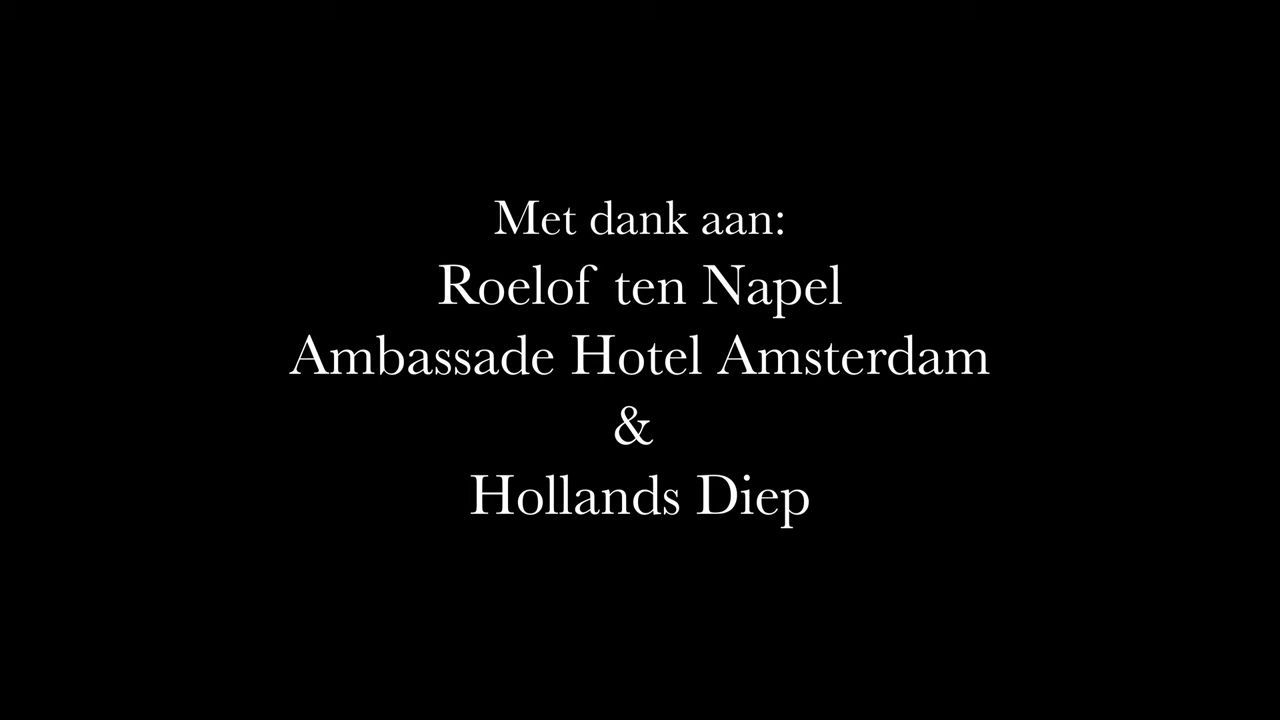 Met dank aan:
Roelof ten Napel
Ambassade Hotel Amsterdam
&
Hollands Diep